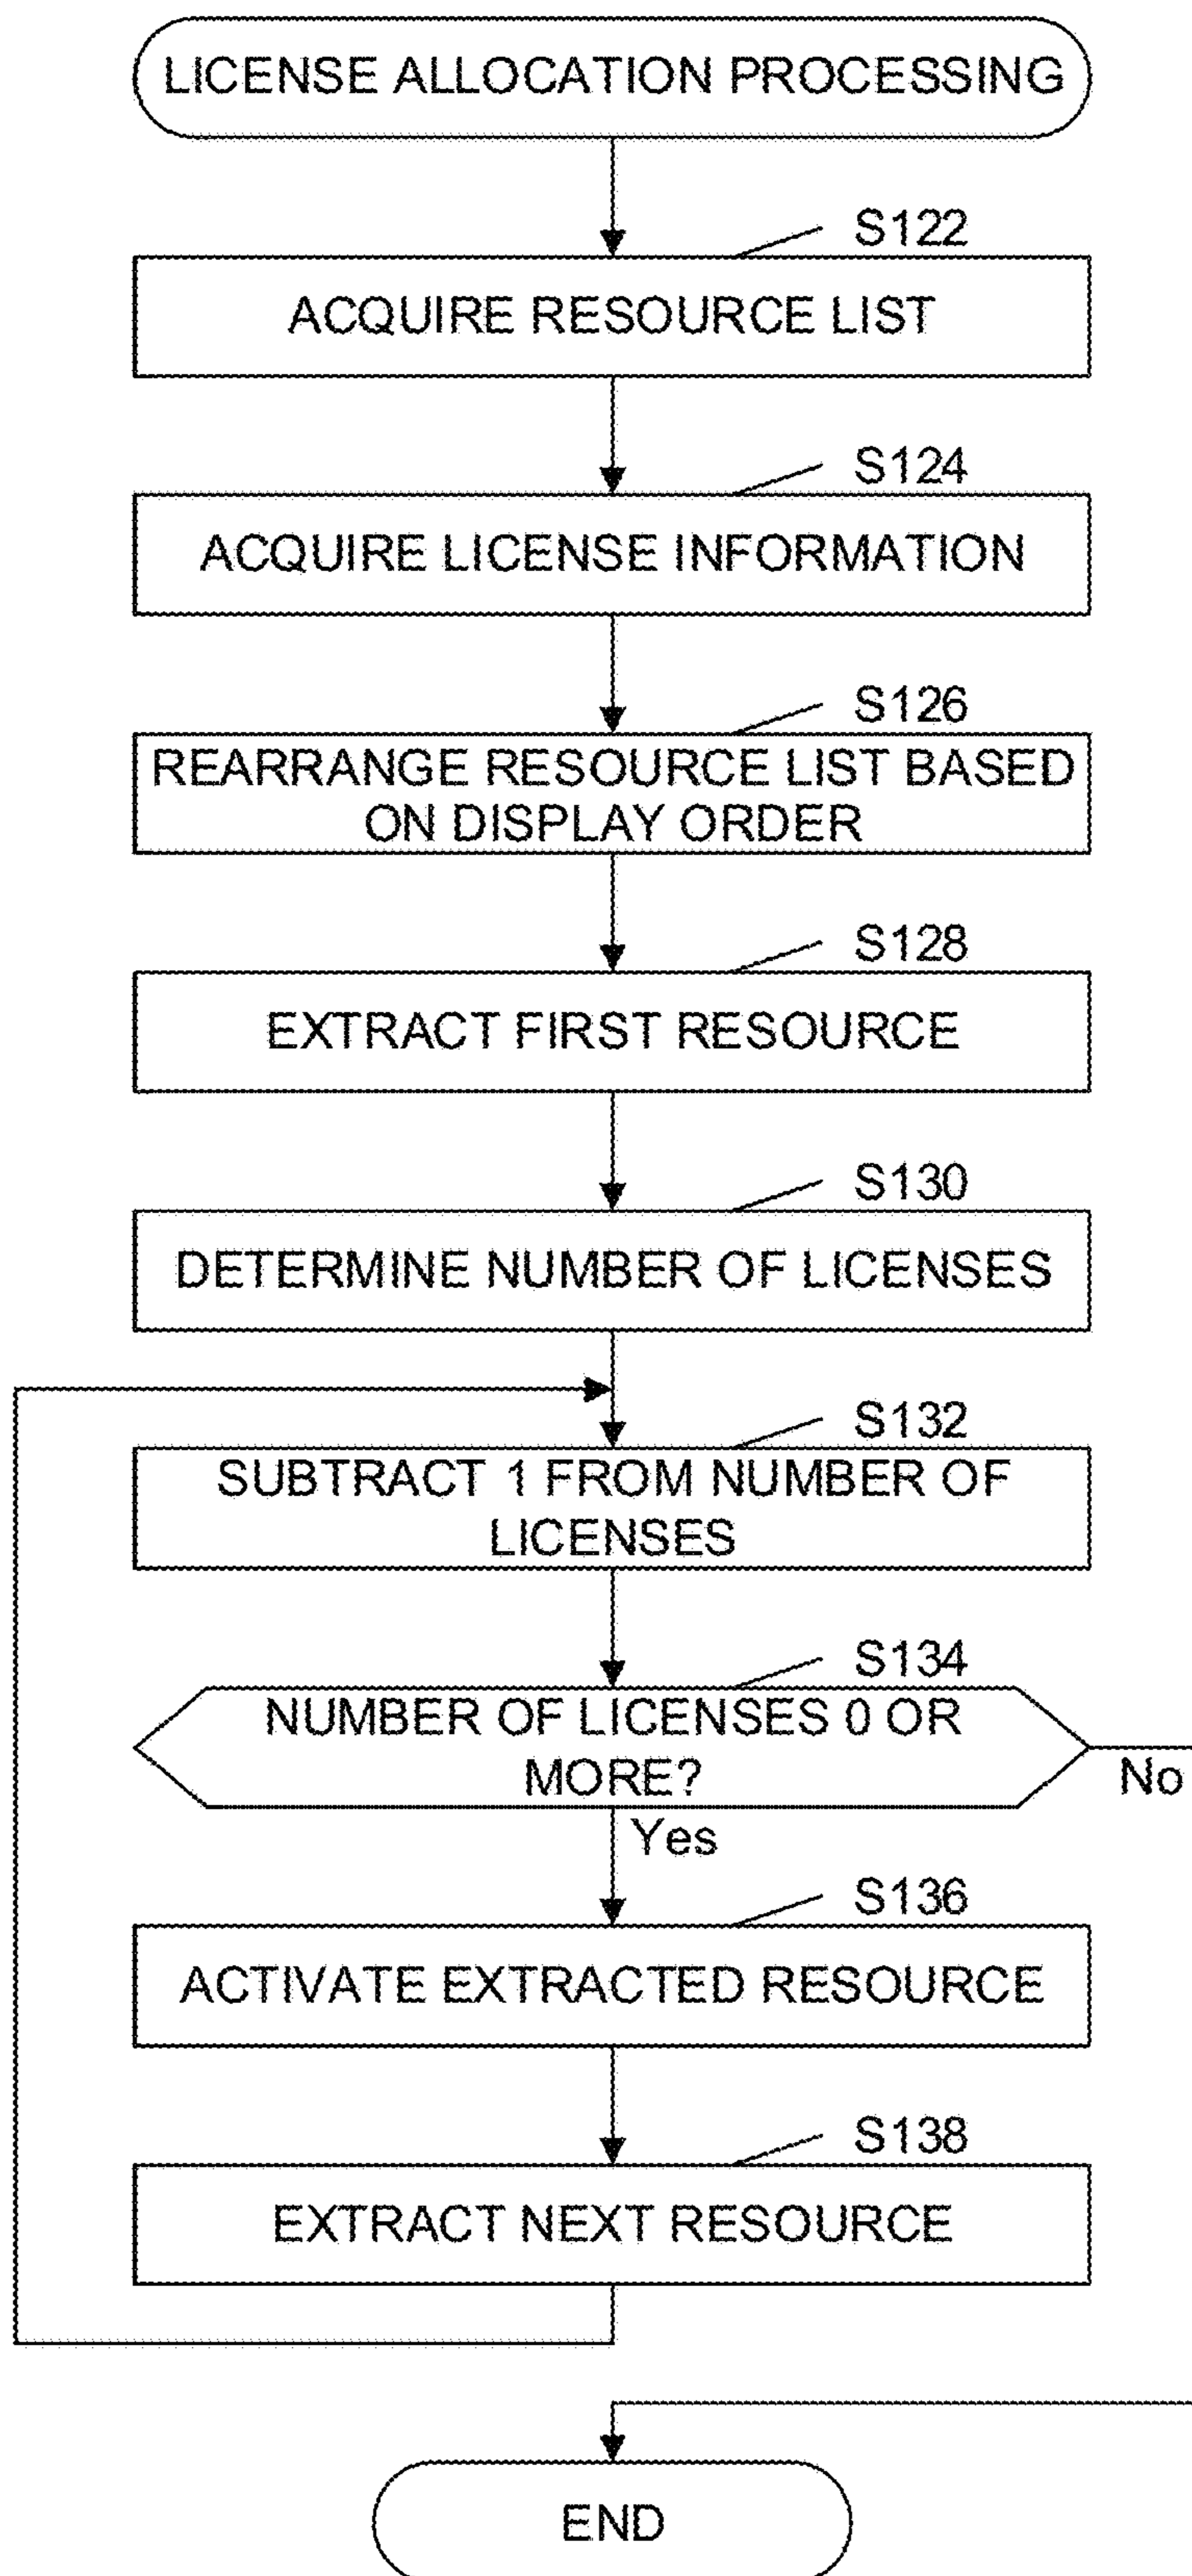 LICENSE ALLOCATION PROCESSING
S122
ACQUIRE RESOURCE LIST
S124
ACQUIRE LICENSE INFORMATION
S126
REARRANGE RESOURCE LIST BASED
ON DISPLAY ORDER
S128
EXTRACT FIRST RESOURCE
S130
DETERMINE NUMBER OF LICENSES
S132
SUBTRACT 1 FROM NUMBER OF
LICENSES
S134
NUMBER OF LICENSES 0 OR
MORE?
No
Yes
S136
ACTIVATE EXTRACTED RESOURCE
S138
EXTRACT NEXT RESOURCE
END